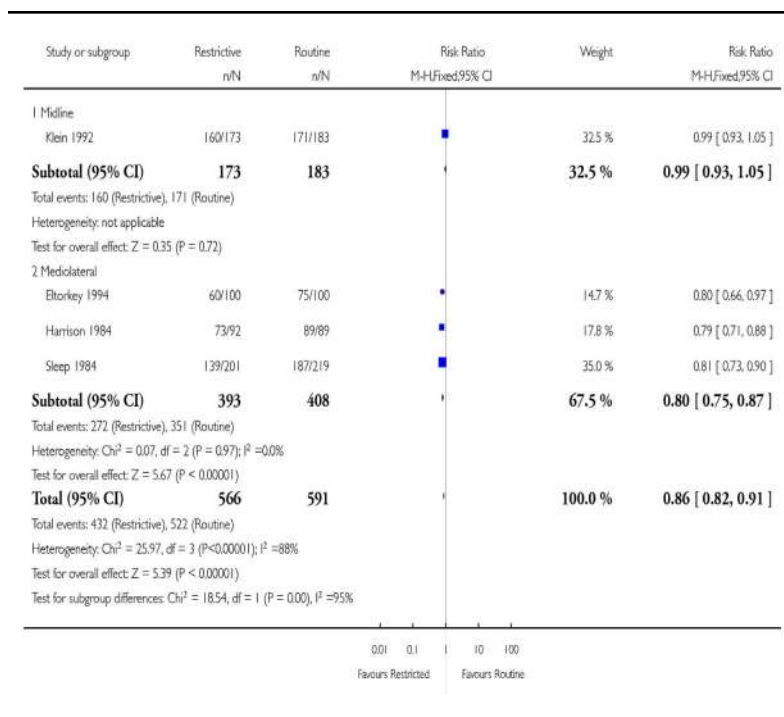 Study or subgroup Restrictive Routine Risk Ratio Weight Risk Ratio
n/N n/N M-H,Fixed,95% CI M-H,Fixed,95% CI
1 Midline
Klein 1992 160/173 171/183 32.5 % 0.99 [ 0.93, 1.05 ]
Subtotal (95% CI) 173 183 32.5 % 0.99 [ 0.93, 1.05 ]
Total events: 160 (Restrictive), 171 (Routine)
Heterogeneity: not applicable
Test for overall effect: Z = 0.35 (P = 0.72)
2 Mediolateral
Eltorkey 1994 60/100 75/100 14.7 % 0.80 [ 0.66, 0.97 ]
Harrison 1984 73/92 89/89 17.8 % 0.79 [ 0.71, 0.88 ]
Sleep 1984 139/201 187/219 35.0 % 0.81 [ 0.73, 0.90 ]
Subtotal (95% CI) 393 408 67.5 % 0.80 [ 0.75, 0.87 ]
Total events: 272 (Restrictive), 351 (Routine)
Heterogeneity: Chi² = 0.07, df = 2 (P = 0.97); I² =0.0%
Test for overall effect: Z = 5.67 (P < 0.00001)
Total (95% CI) 566 591 100.0 % 0.86 [ 0.82, 0.91 ]
Total events: 432 (Restrictive), 522 (Routine)
Heterogeneity: Chi² = 25.97, df = 3 (P<0.00001); I² =88%
Test for overall effect: Z = 5.39 (P < 0.00001)
Test for subgroup differences: Chi² = 18.54, df = 1 (P = 0.00), I² =95%
0.01 0.1 1 10 100
Favours Restricted Favours Routine